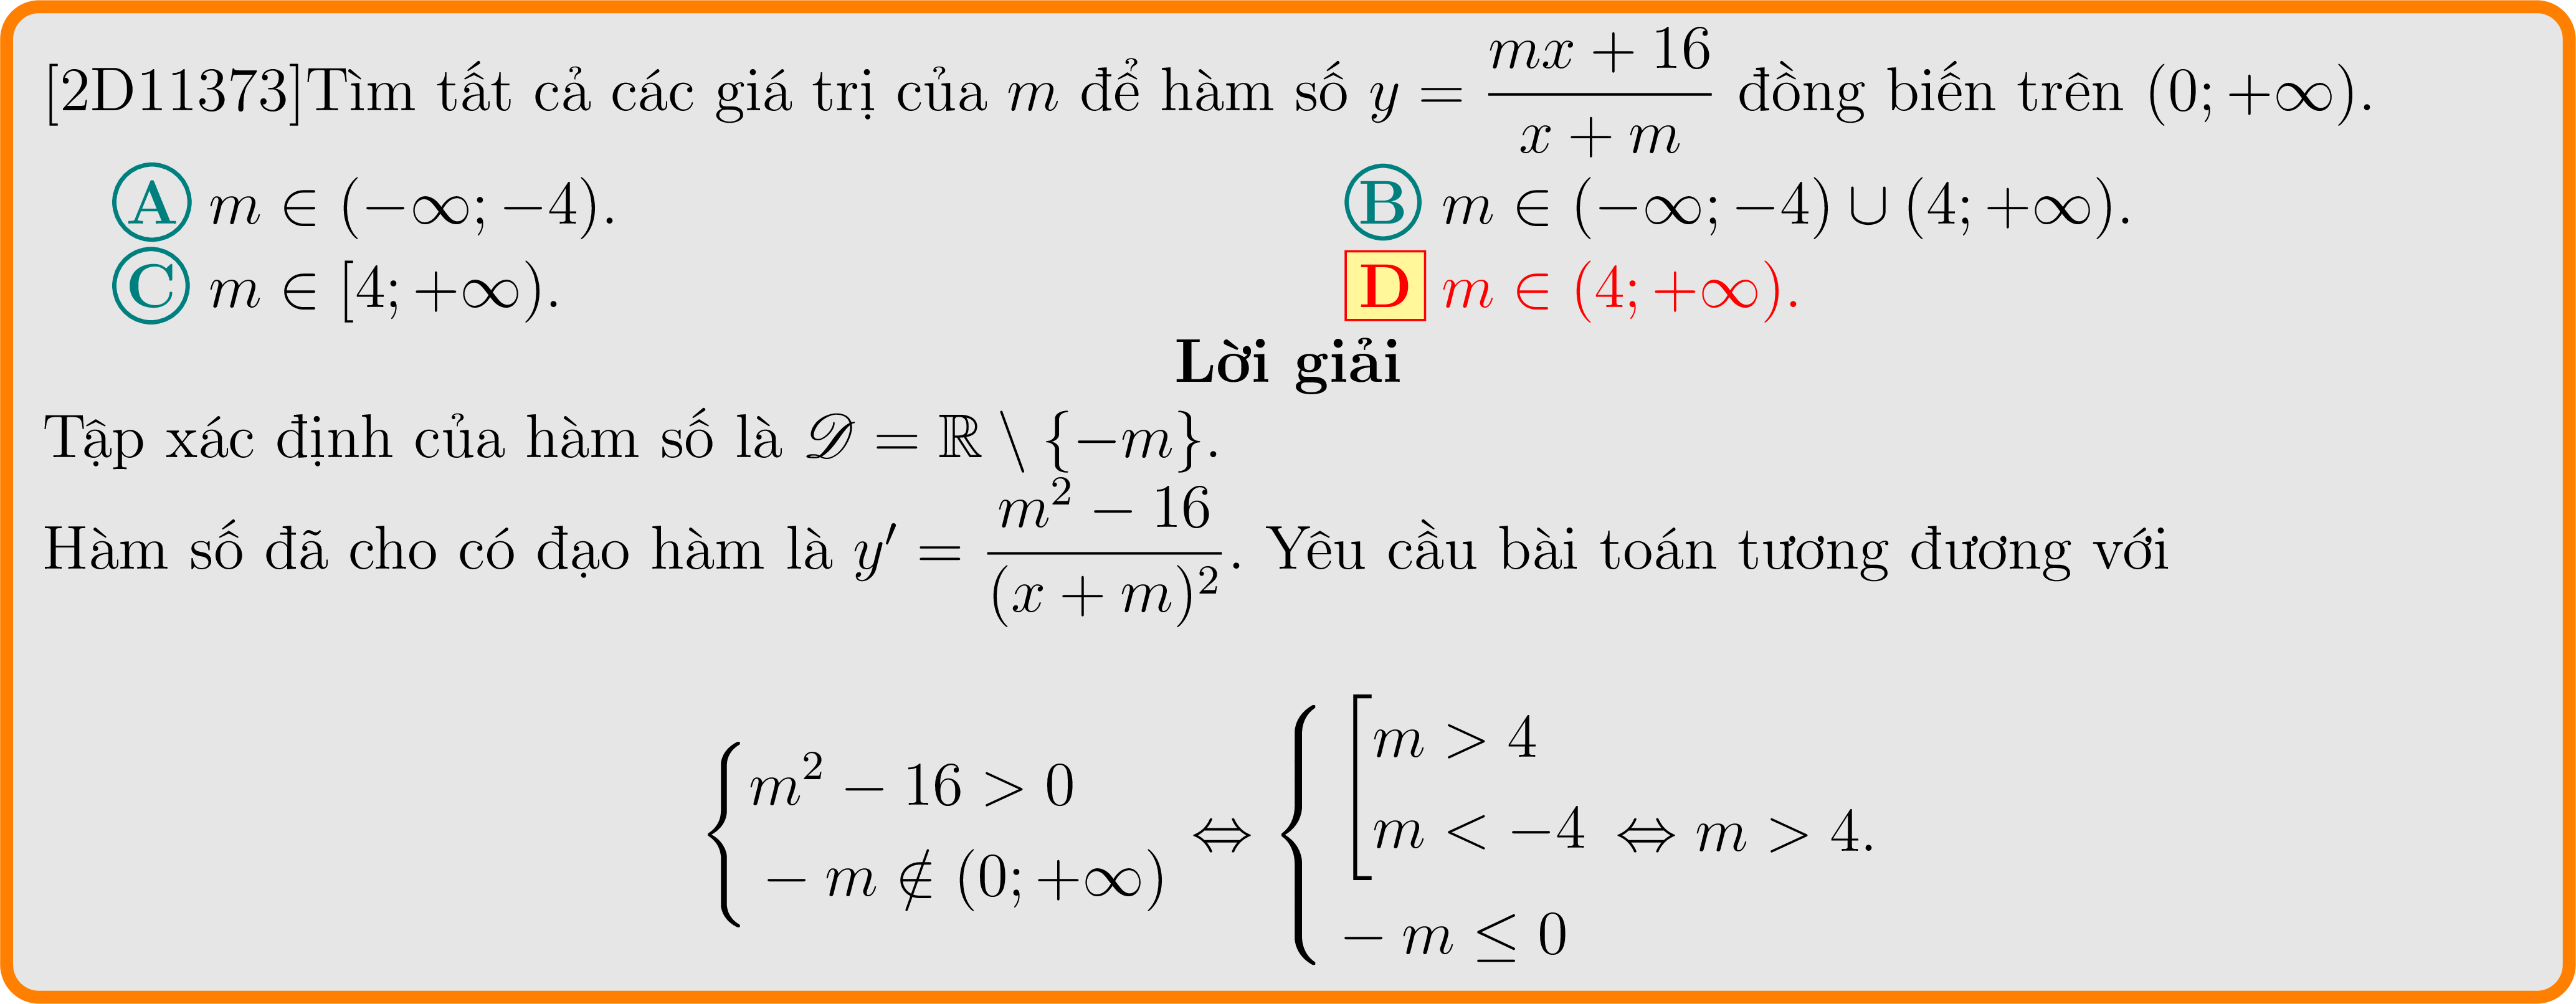 [2D11373]Tìm tất cả các giá trị của $m$ để hàm số $y = \dfrac{mx + 16}{x + m}$ đồng biến trên $(0; +\infty)$.
A $m \in (-\infty; -4)$. B $m \in (-\infty; -4) \cup (4; +\infty)$.
C $m \in [4; +\infty)$. D $m \in (4; +\infty)$.
Lời giải
Tập xác định của hàm số là $\mathscr{D} = \mathbb{R} \setminus \{-m\}$.
Hàm số đã cho có đạo hàm là $y' = \dfrac{m^2 - 16}{(x + m)^2}$. Yêu cầu bài toán tương đương với
$\begin{cases} m^2 - 16 > 0 \\ -m \notin (0; +\infty) \end{cases} \Leftrightarrow \begin{cases} \left[\begin{array}{l} m > 4 \\ m < -4 \end{array}\right. \\ -m \leq 0 \end{cases} \Leftrightarrow m > 4.$